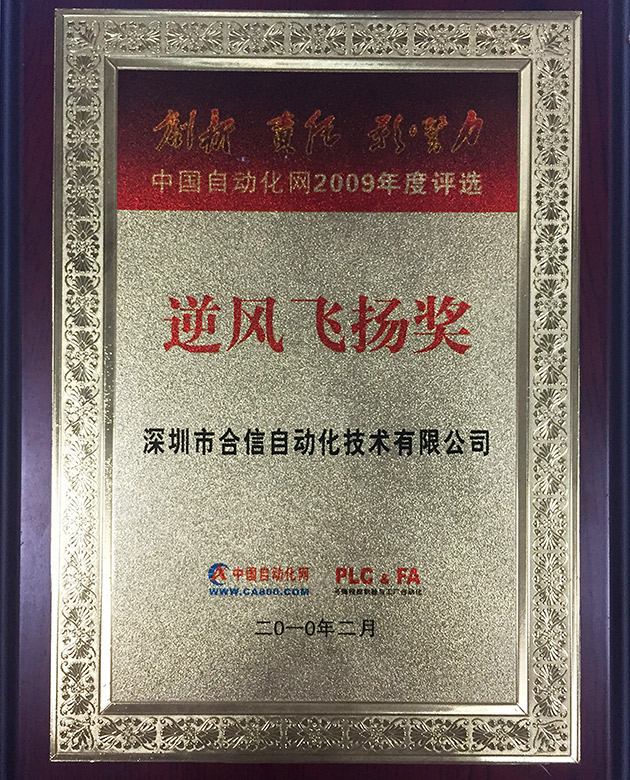 创新 责任 影·响力
中国自动化网2009年度评选
逆风飞扬奖
深圳市合信自动化技术有限公司
中国自动化网 PLC & FA
WWW.CA800.COM
二0一0年二月